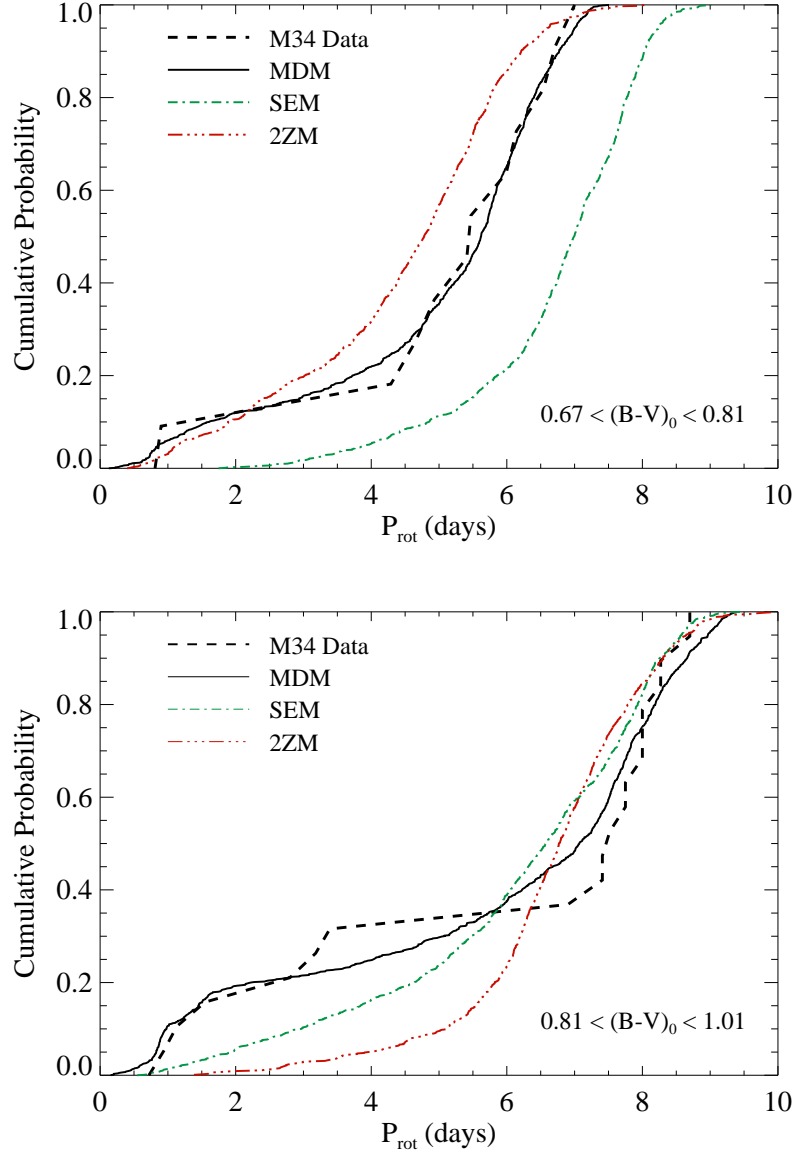 1.0
0.8
0.6
0.4
0.2
0.0
Cumulative Probability
M34 Data
MDM
SEM
2ZM
0.67 < (B-V)₀ < 0.81
0 2 4 6 8 10
P_rot (days)
1.0
0.8
0.6
0.4
0.2
0.0
Cumulative Probability
M34 Data
MDM
SEM
2ZM
0.81 < (B-V)₀ < 1.01
0 2 4 6 8 10
P_rot (days)